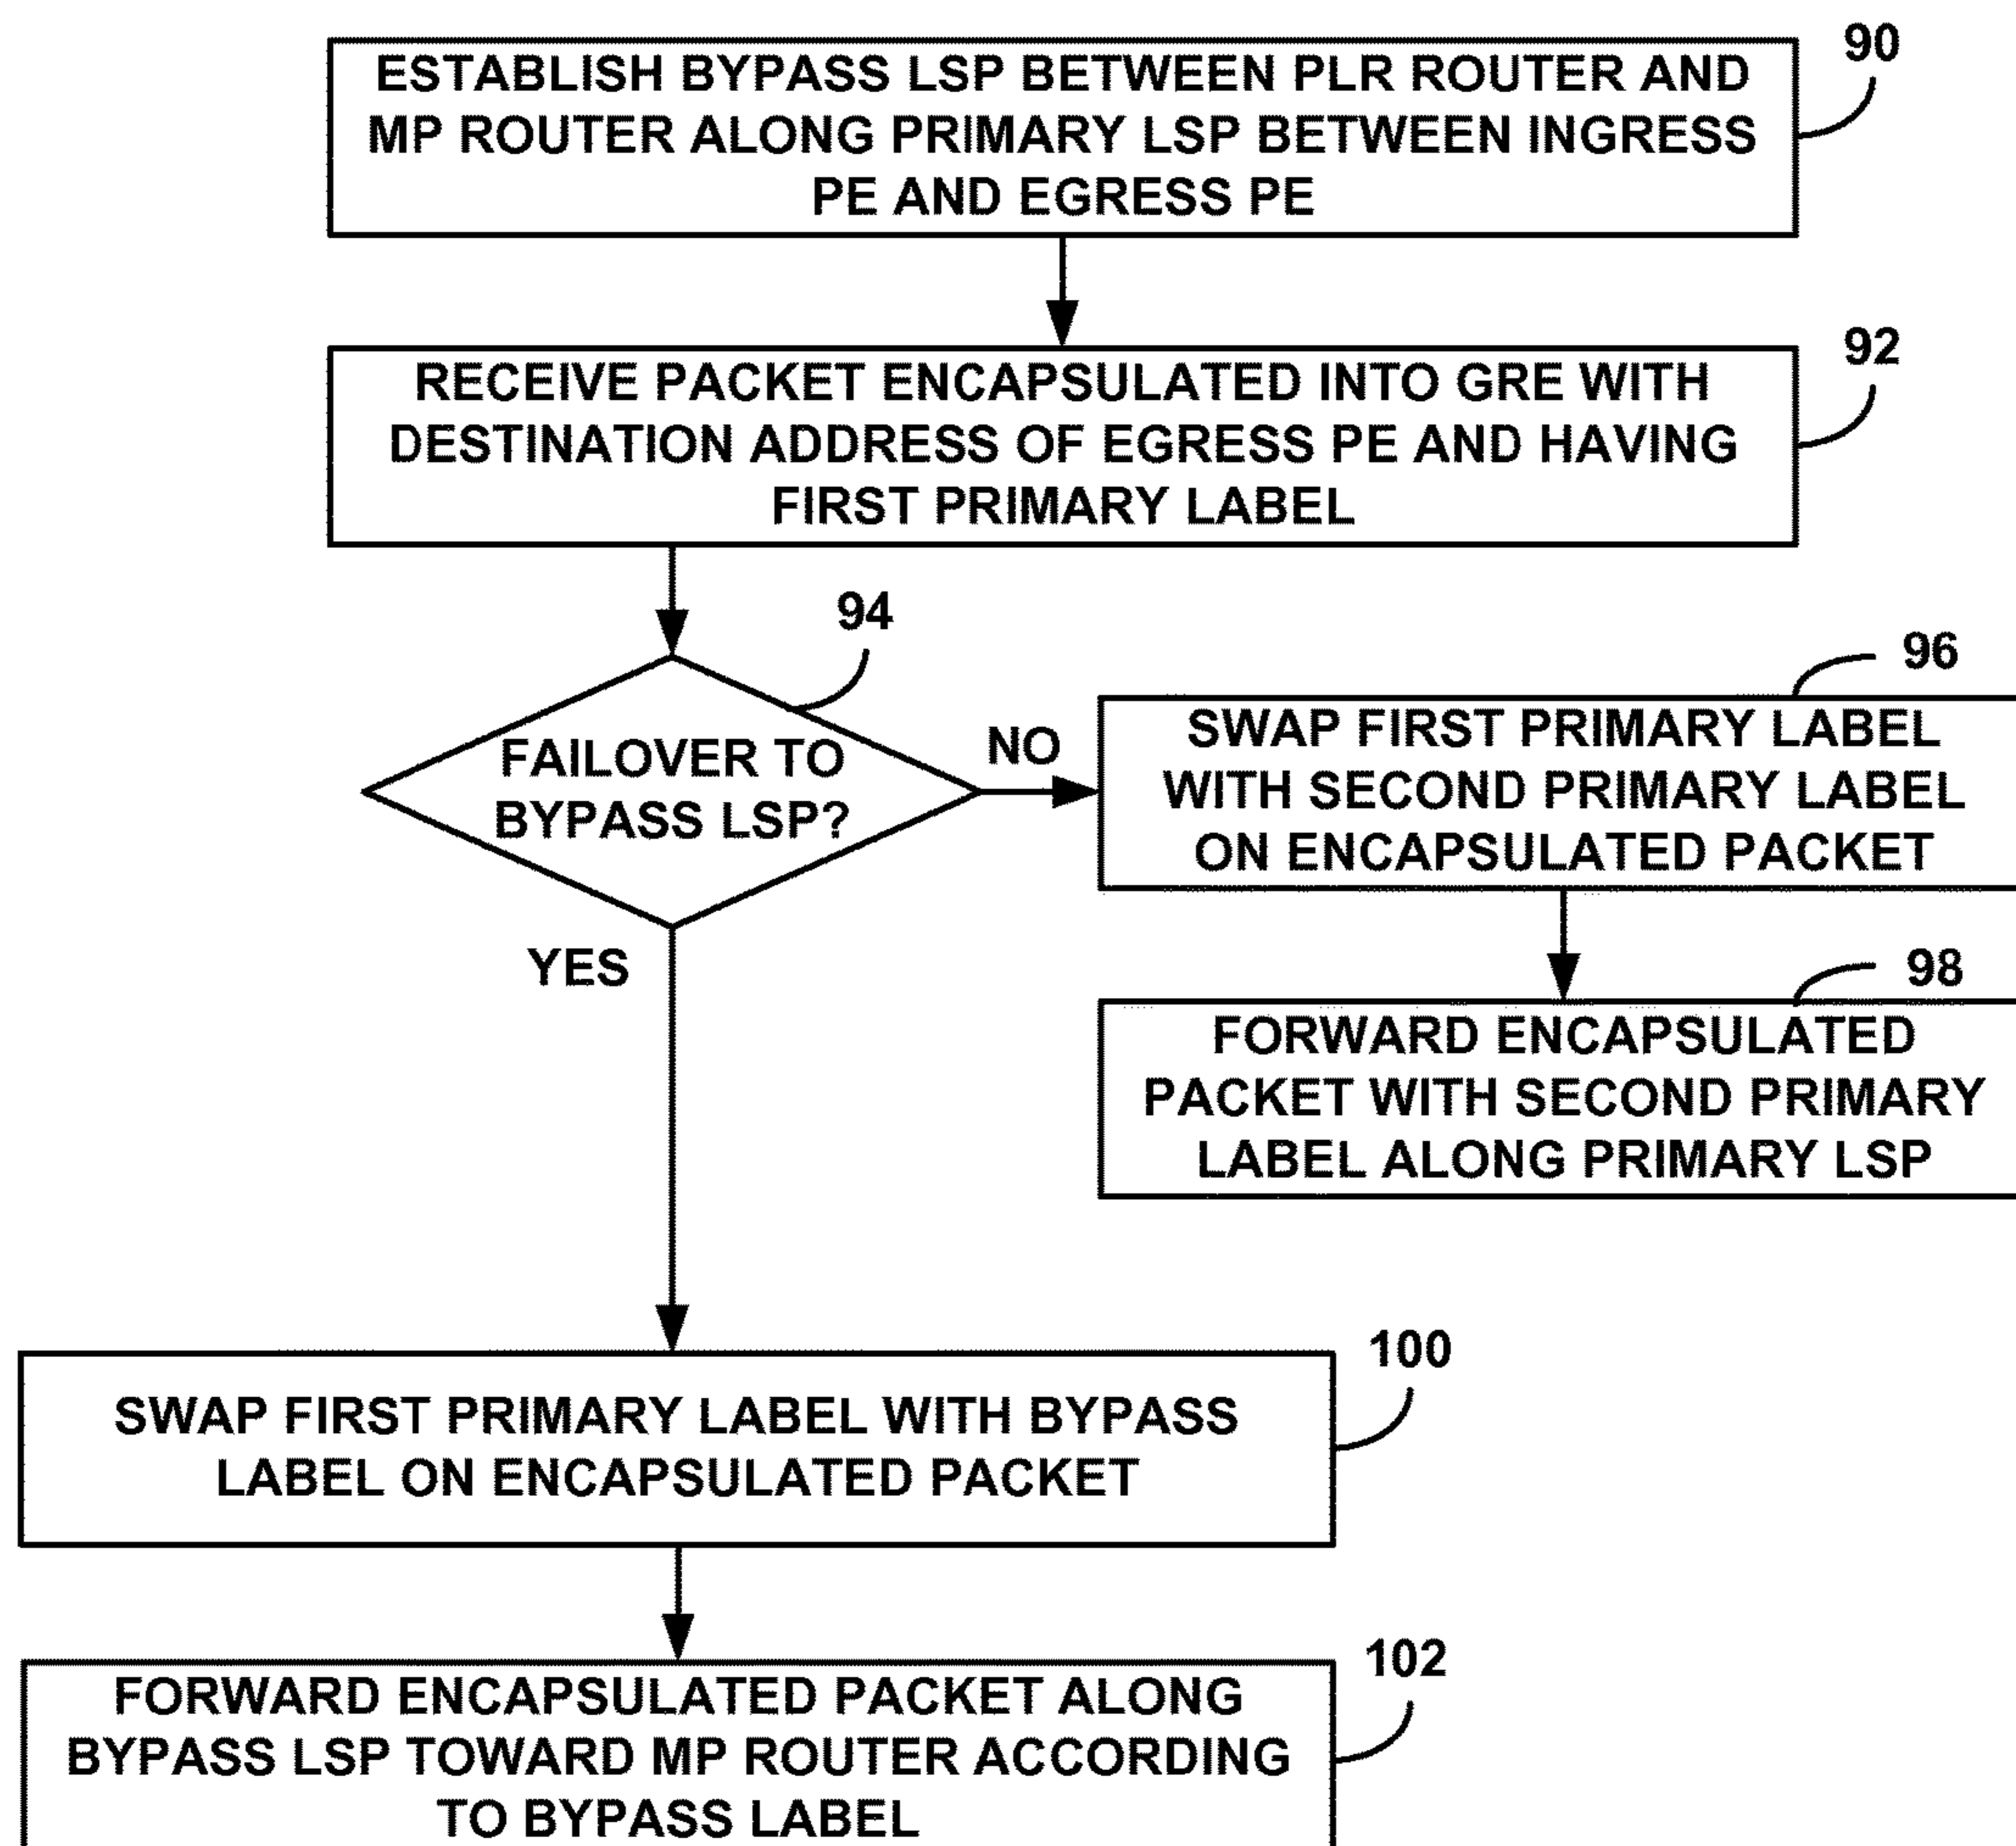 90
ESTABLISH BYPASS LSP BETWEEN PLR ROUTER AND
MP ROUTER ALONG PRIMARY LSP BETWEEN INGRESS
PE AND EGRESS PE
92
RECEIVE PACKET ENCAPSULATED INTO GRE WITH
DESTINATION ADDRESS OF EGRESS PE AND HAVING
FIRST PRIMARY LABEL
94
FAILOVER TO
BYPASS LSP?
NO
YES
96
SWAP FIRST PRIMARY LABEL
WITH SECOND PRIMARY LABEL
ON ENCAPSULATED PACKET
98
FORWARD ENCAPSULATED
PACKET WITH SECOND PRIMARY
LABEL ALONG PRIMARY LSP
100
SWAP FIRST PRIMARY LABEL WITH BYPASS
LABEL ON ENCAPSULATED PACKET
102
FORWARD ENCAPSULATED PACKET ALONG
BYPASS LSP TOWARD MP ROUTER ACCORDING
TO BYPASS LABEL